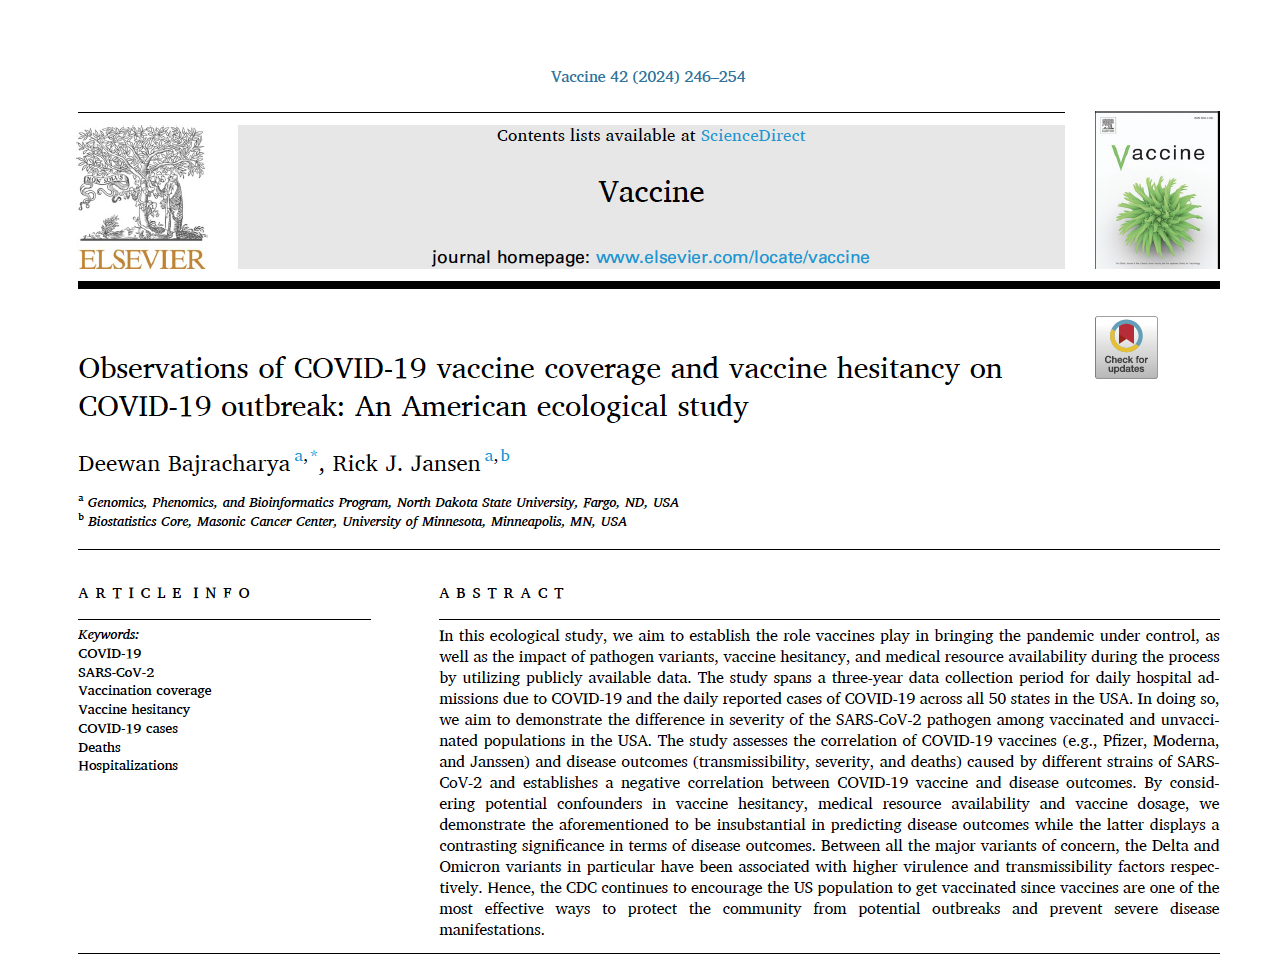 Vaccine 42 (2024) 246–254
Contents lists available at ScienceDirect
Vaccine
journal homepage: www.elsevier.com/locate/vaccine
ELSEVIER
Vaccine
Check for
updates
Observations of COVID-19 vaccine coverage and vaccine hesitancy on
COVID-19 outbreak: An American ecological study
Deewan Bajracharya a,*, Rick J. Jansen a,b
a Genomics, Phenomics, and Bioinformatics Program, North Dakota State University, Fargo, ND, USA
b Biostatistics Core, Masonic Cancer Center, University of Minnesota, Minneapolis, MN, USA
ARTICLE INFO
Keywords:
COVID-19
SARS-CoV-2
Vaccination coverage
Vaccine hesitancy
COVID-19 cases
Deaths
Hospitalizations
ABSTRACT
In this ecological study, we aim to establish the role vaccines play in bringing the pandemic under control, as
well as the impact of pathogen variants, vaccine hesitancy, and medical resource availability during the process
by utilizing publicly available data. The study spans a three-year data collection period for daily hospital ad-
missions due to COVID-19 and the daily reported cases of COVID-19 across all 50 states in the USA. In doing so,
we aim to demonstrate the difference in severity of the SARS-CoV-2 pathogen among vaccinated and unvacci-
nated populations in the USA. The study assesses the correlation of COVID-19 vaccines (e.g., Pfizer, Moderna,
and Janssen) and disease outcomes (transmissibility, severity, and deaths) caused by different strains of SARS-
CoV-2 and establishes a negative correlation between COVID-19 vaccine and disease outcomes. By consid-
ering potential confounders in vaccine hesitancy, medical resource availability and vaccine dosage, we
demonstrate the aforementioned to be insubstantial in predicting disease outcomes while the latter displays a
contrasting significance in terms of disease outcomes. Between all the major variants of concern, the Delta and
Omicron variants in particular have been associated with higher virulence and transmissibility factors respec-
tively. Hence, the CDC continues to encourage the US population to get vaccinated since vaccines are one of the
most effective ways to protect the community from potential outbreaks and prevent severe disease
manifestations.